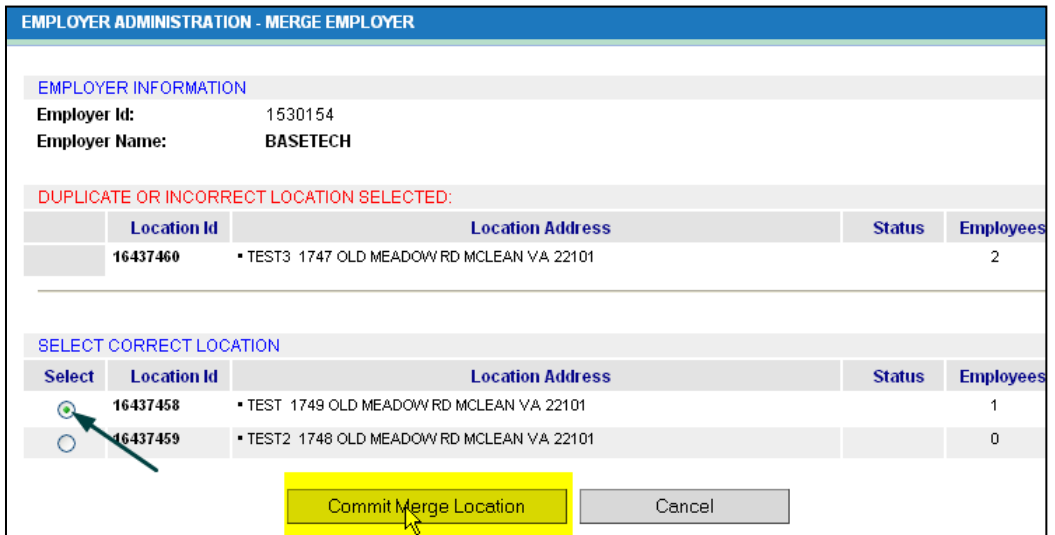 EMPLOYER ADMINISTRATION - MERGE EMPLOYER
EMPLOYER INFORMATION
Employer Id: 1530154
Employer Name: BASETECH
DUPLICATE OR INCORRECT LOCATION SELECTED:
Location Id Location Address Status Employees
16437460 ▪ TEST3 1747 OLD MEADOW RD MCLEAN VA 22101 2
SELECT CORRECT LOCATION
Select Location Id Location Address Status Employees
16437458 ▪ TEST 1749 OLD MEADOW RD MCLEAN VA 22101 1
16437459 ▪ TEST2 1748 OLD MEADOW RD MCLEAN VA 22101 0
Commit Merge Location Cancel